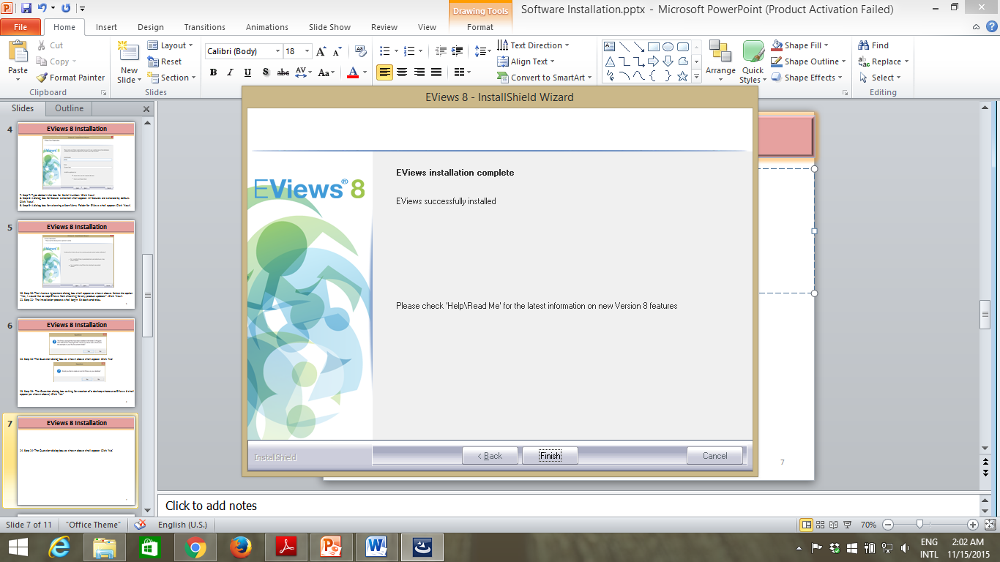 Drawing Tools
Software Installation.pptx - Microsoft PowerPoint (Product Activation Failed)
File Home Insert Design Transitions Animations Slide Show Review View Format
Paste
Cut
Copy
Format Painter
Clipboard
New Slide
Layout
Reset
Section
Slides
Calibri (Body) 18
B I U S abc AV Aa A
Text Direction
Align Text
Convert to SmartArt
Arrange
Quick Styles
Shape Fill
Shape Outline
Shape Effects
Find
Replace
Select
Editing
Slides Outline
4
EViews 8 Installation
5
EViews 8 Installation
6
EViews 8 Installation
7
EViews 8 Installation
EViews 8 - InstallShield Wizard
EViews® 8
EViews installation complete
EViews successfully installed
Please check 'Help\Read Me' for the latest information on new Version 8 features
InstallShield
< Back Finish Cancel
7
Click to add notes
Slide 7 of 11 "Office Theme" English (U.S.) 70%
ENG 2:02 AM
INTL 11/15/2015